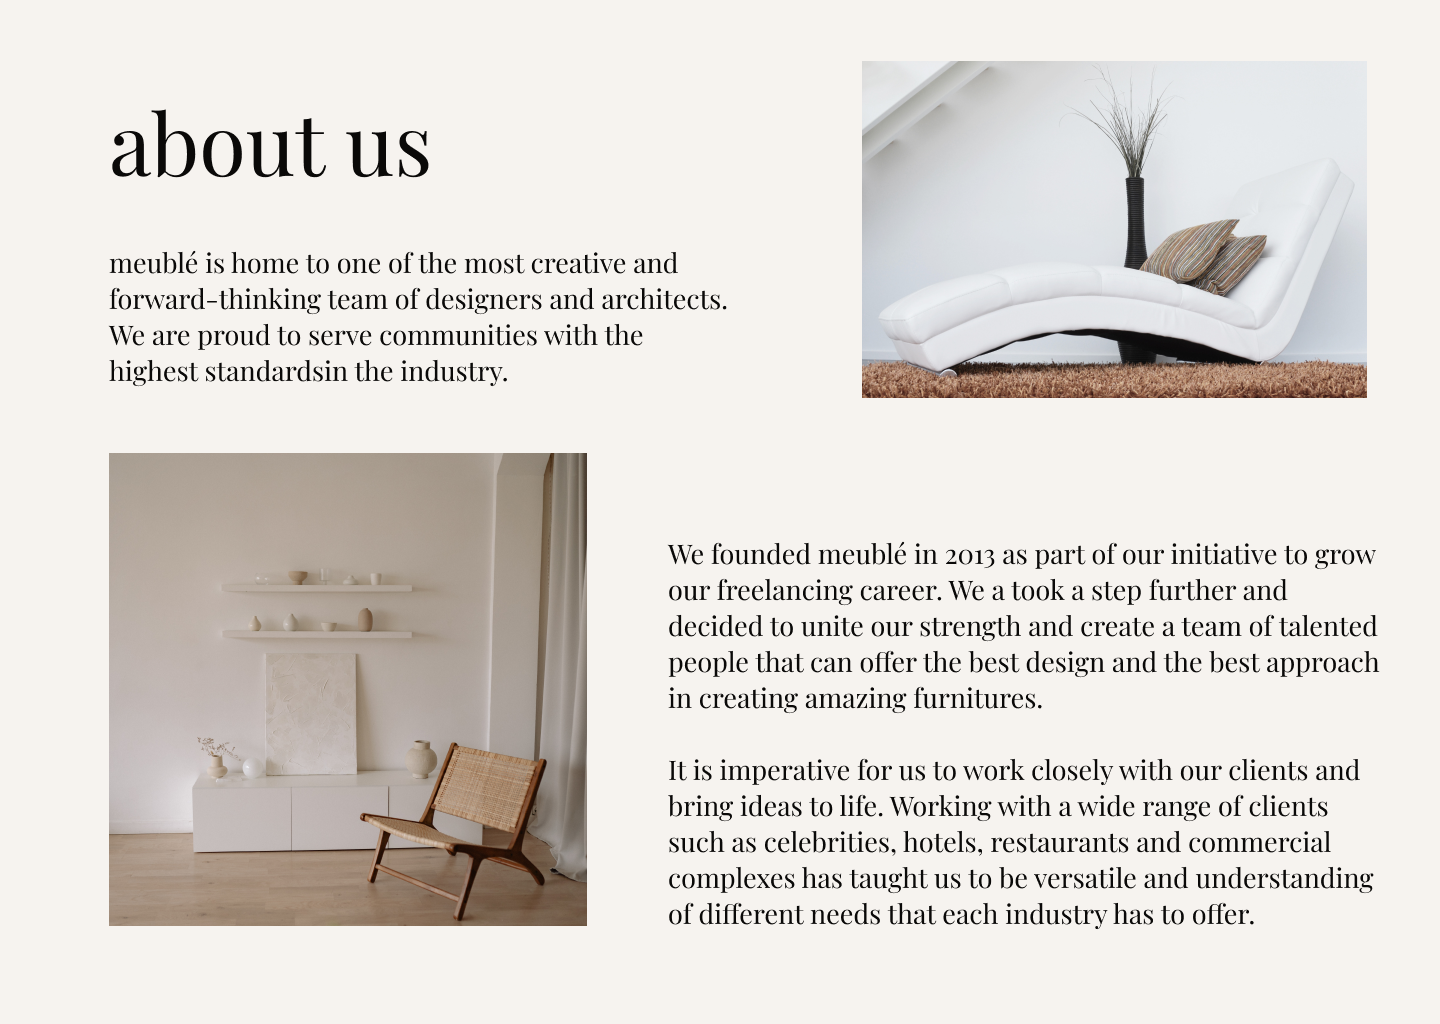 about us
meublé is home to one of the most creative and
forward-thinking team of designers and architects.
We are proud to serve communities with the
highest standardsin the industry.
We founded meublé in 2013 as part of our initiative to grow
our freelancing career. We a took a step further and
decided to unite our strength and create a team of talented
people that can offer the best design and the best approach
in creating amazing furnitures.
It is imperative for us to work closely with our clients and
bring ideas to life. Working with a wide range of clients
such as celebrities, hotels, restaurants and commercial
complexes has taught us to be versatile and understanding
of different needs that each industry has to offer.